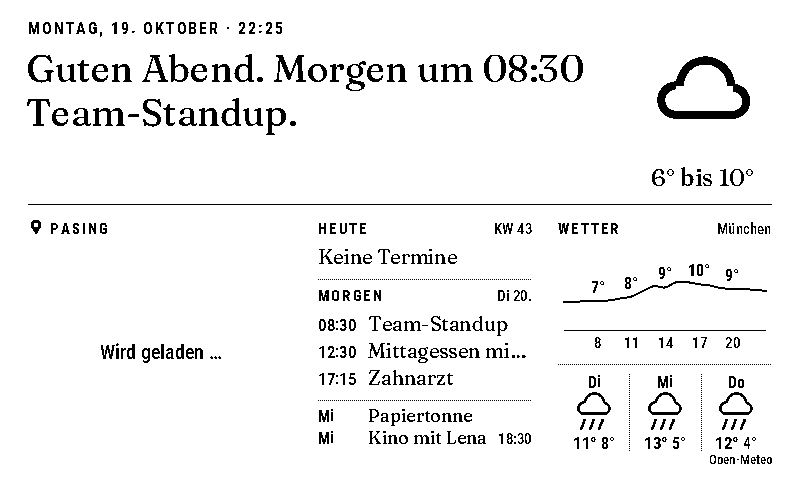 MONTAG, 19. OKTOBER · 22:25
Guten Abend. Morgen um 08:30
Team-Standup.
6° bis 10°
PASING
Wird geladen ...
HEUTE KW 43
Keine Termine
MORGEN Di 20.
08:30 Team-Standup
12:30 Mittagessen mi...
17:15 Zahnarzt
Mi Papiertonne
Mi Kino mit Lena 18:30
WETTER München
7° 8° 9° 10° 9°
8 11 14 17 20
Di Mi Do
11° 8° 13° 5° 12° 4°
Open-Meteo